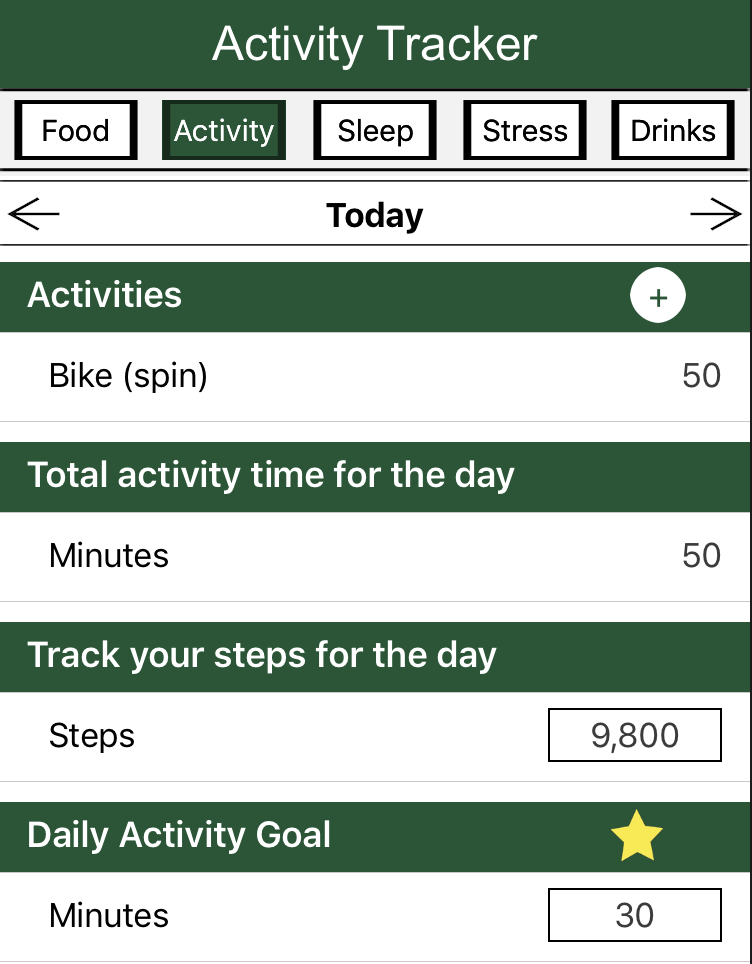 Activity Tracker
Food Activity Sleep Stress Drinks
Today
Activities +
Bike (spin) 50
Total activity time for the day
Minutes 50
Track your steps for the day
Steps 9,800
Daily Activity Goal
Minutes 30